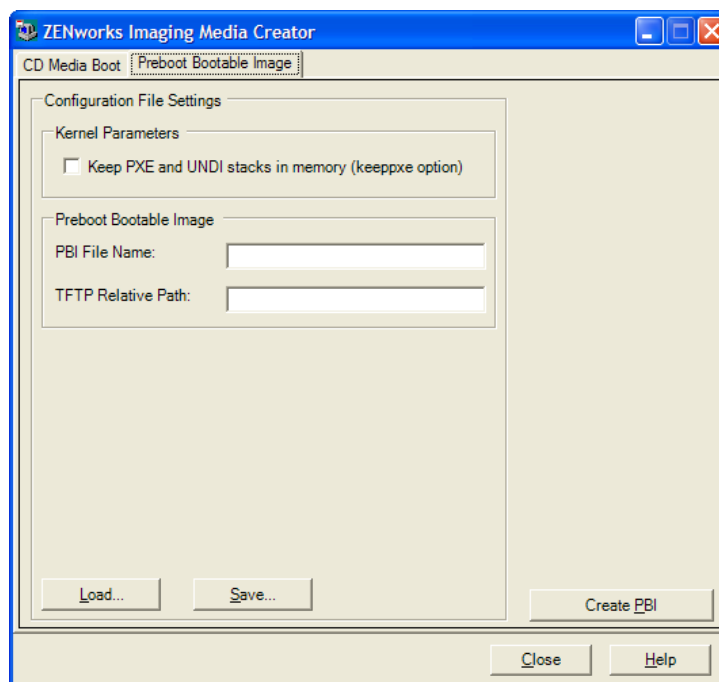 ZENworks Imaging Media Creator
CD Media Boot
Preboot Bootable Image
Configuration File Settings
Kernel Parameters
Keep PXE and UNDI stacks in memory (keeppxe option)
Preboot Bootable Image
PBI File Name:
TFTP Relative Path:
Load...
Save...
Create PBI
Close
Help